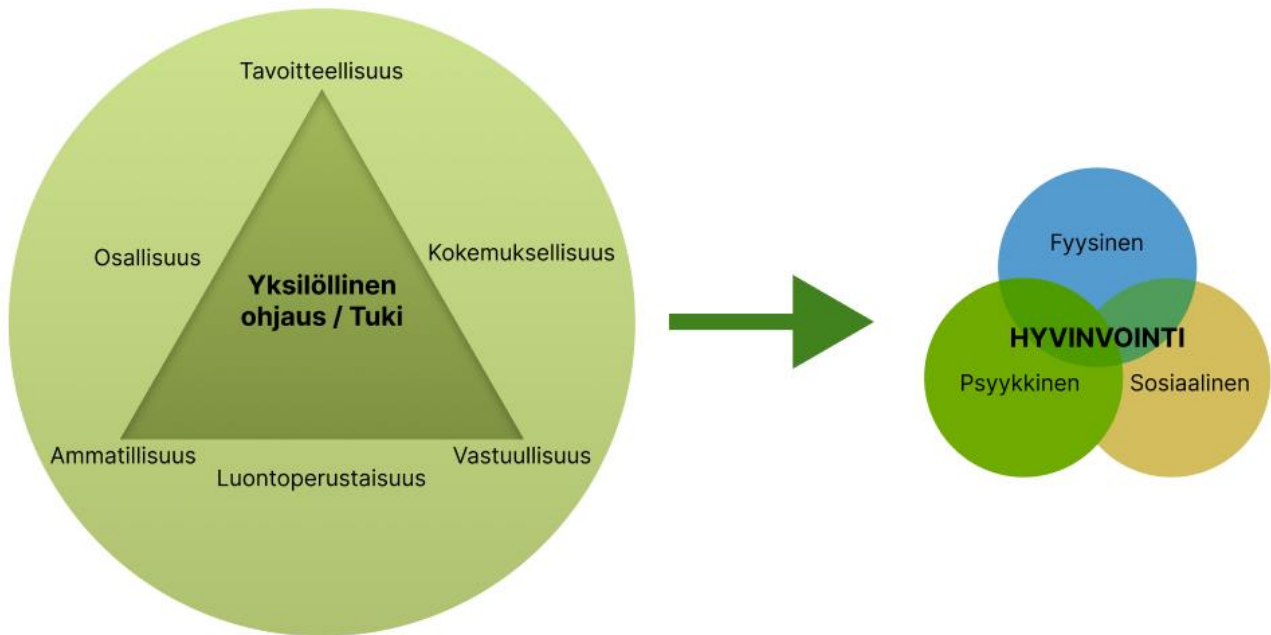 Tavoitteellisuus
Osallisuus
Kokemuksellisuus
Yksilöllinen
ohjaus / Tuki
Ammatillisuus
Vastuullisuus
Luontoperustaisuus
Fyysinen
HYVINVOINTI
Psyykkinen
Sosiaalinen